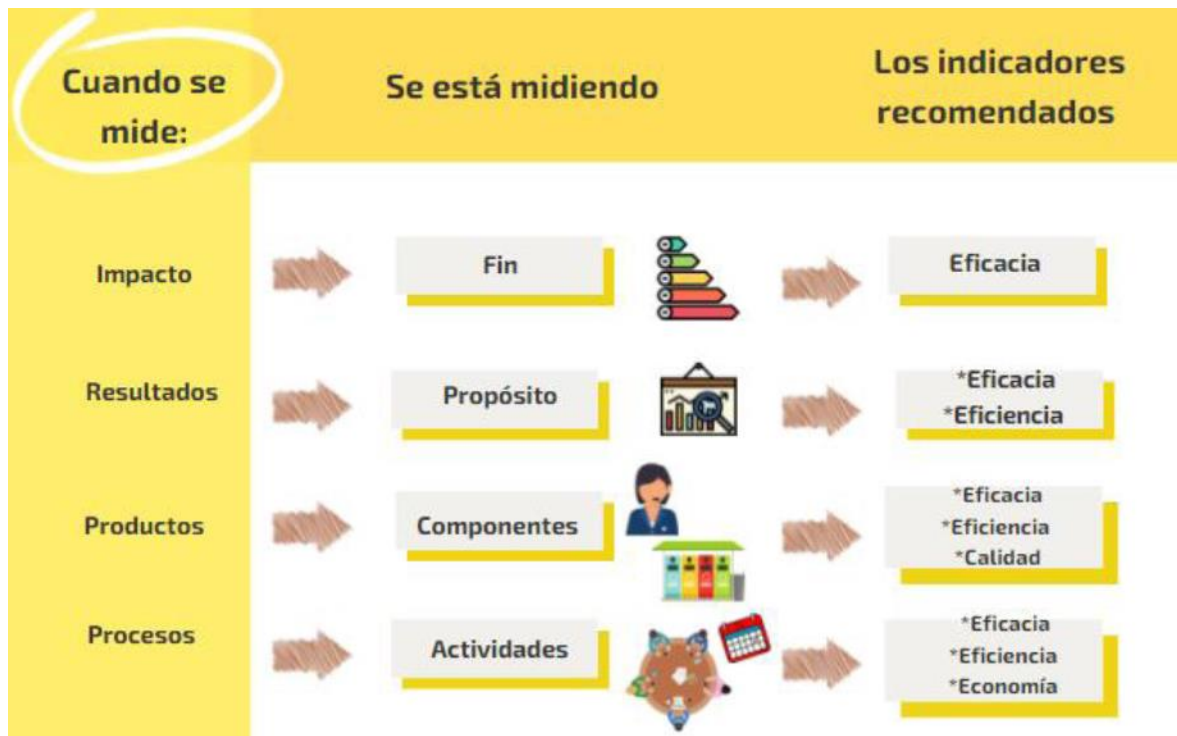 Cuando se
mide:
Se está midiendo
Los indicadores
recomendados
Impacto
Fin
Eficacia
Resultados
Propósito
*Eficacia
*Eficiencia
Productos
Componentes
*Eficacia
*Eficiencia
*Calidad
Procesos
Actividades
*Eficacia
*Eficiencia
*Economía